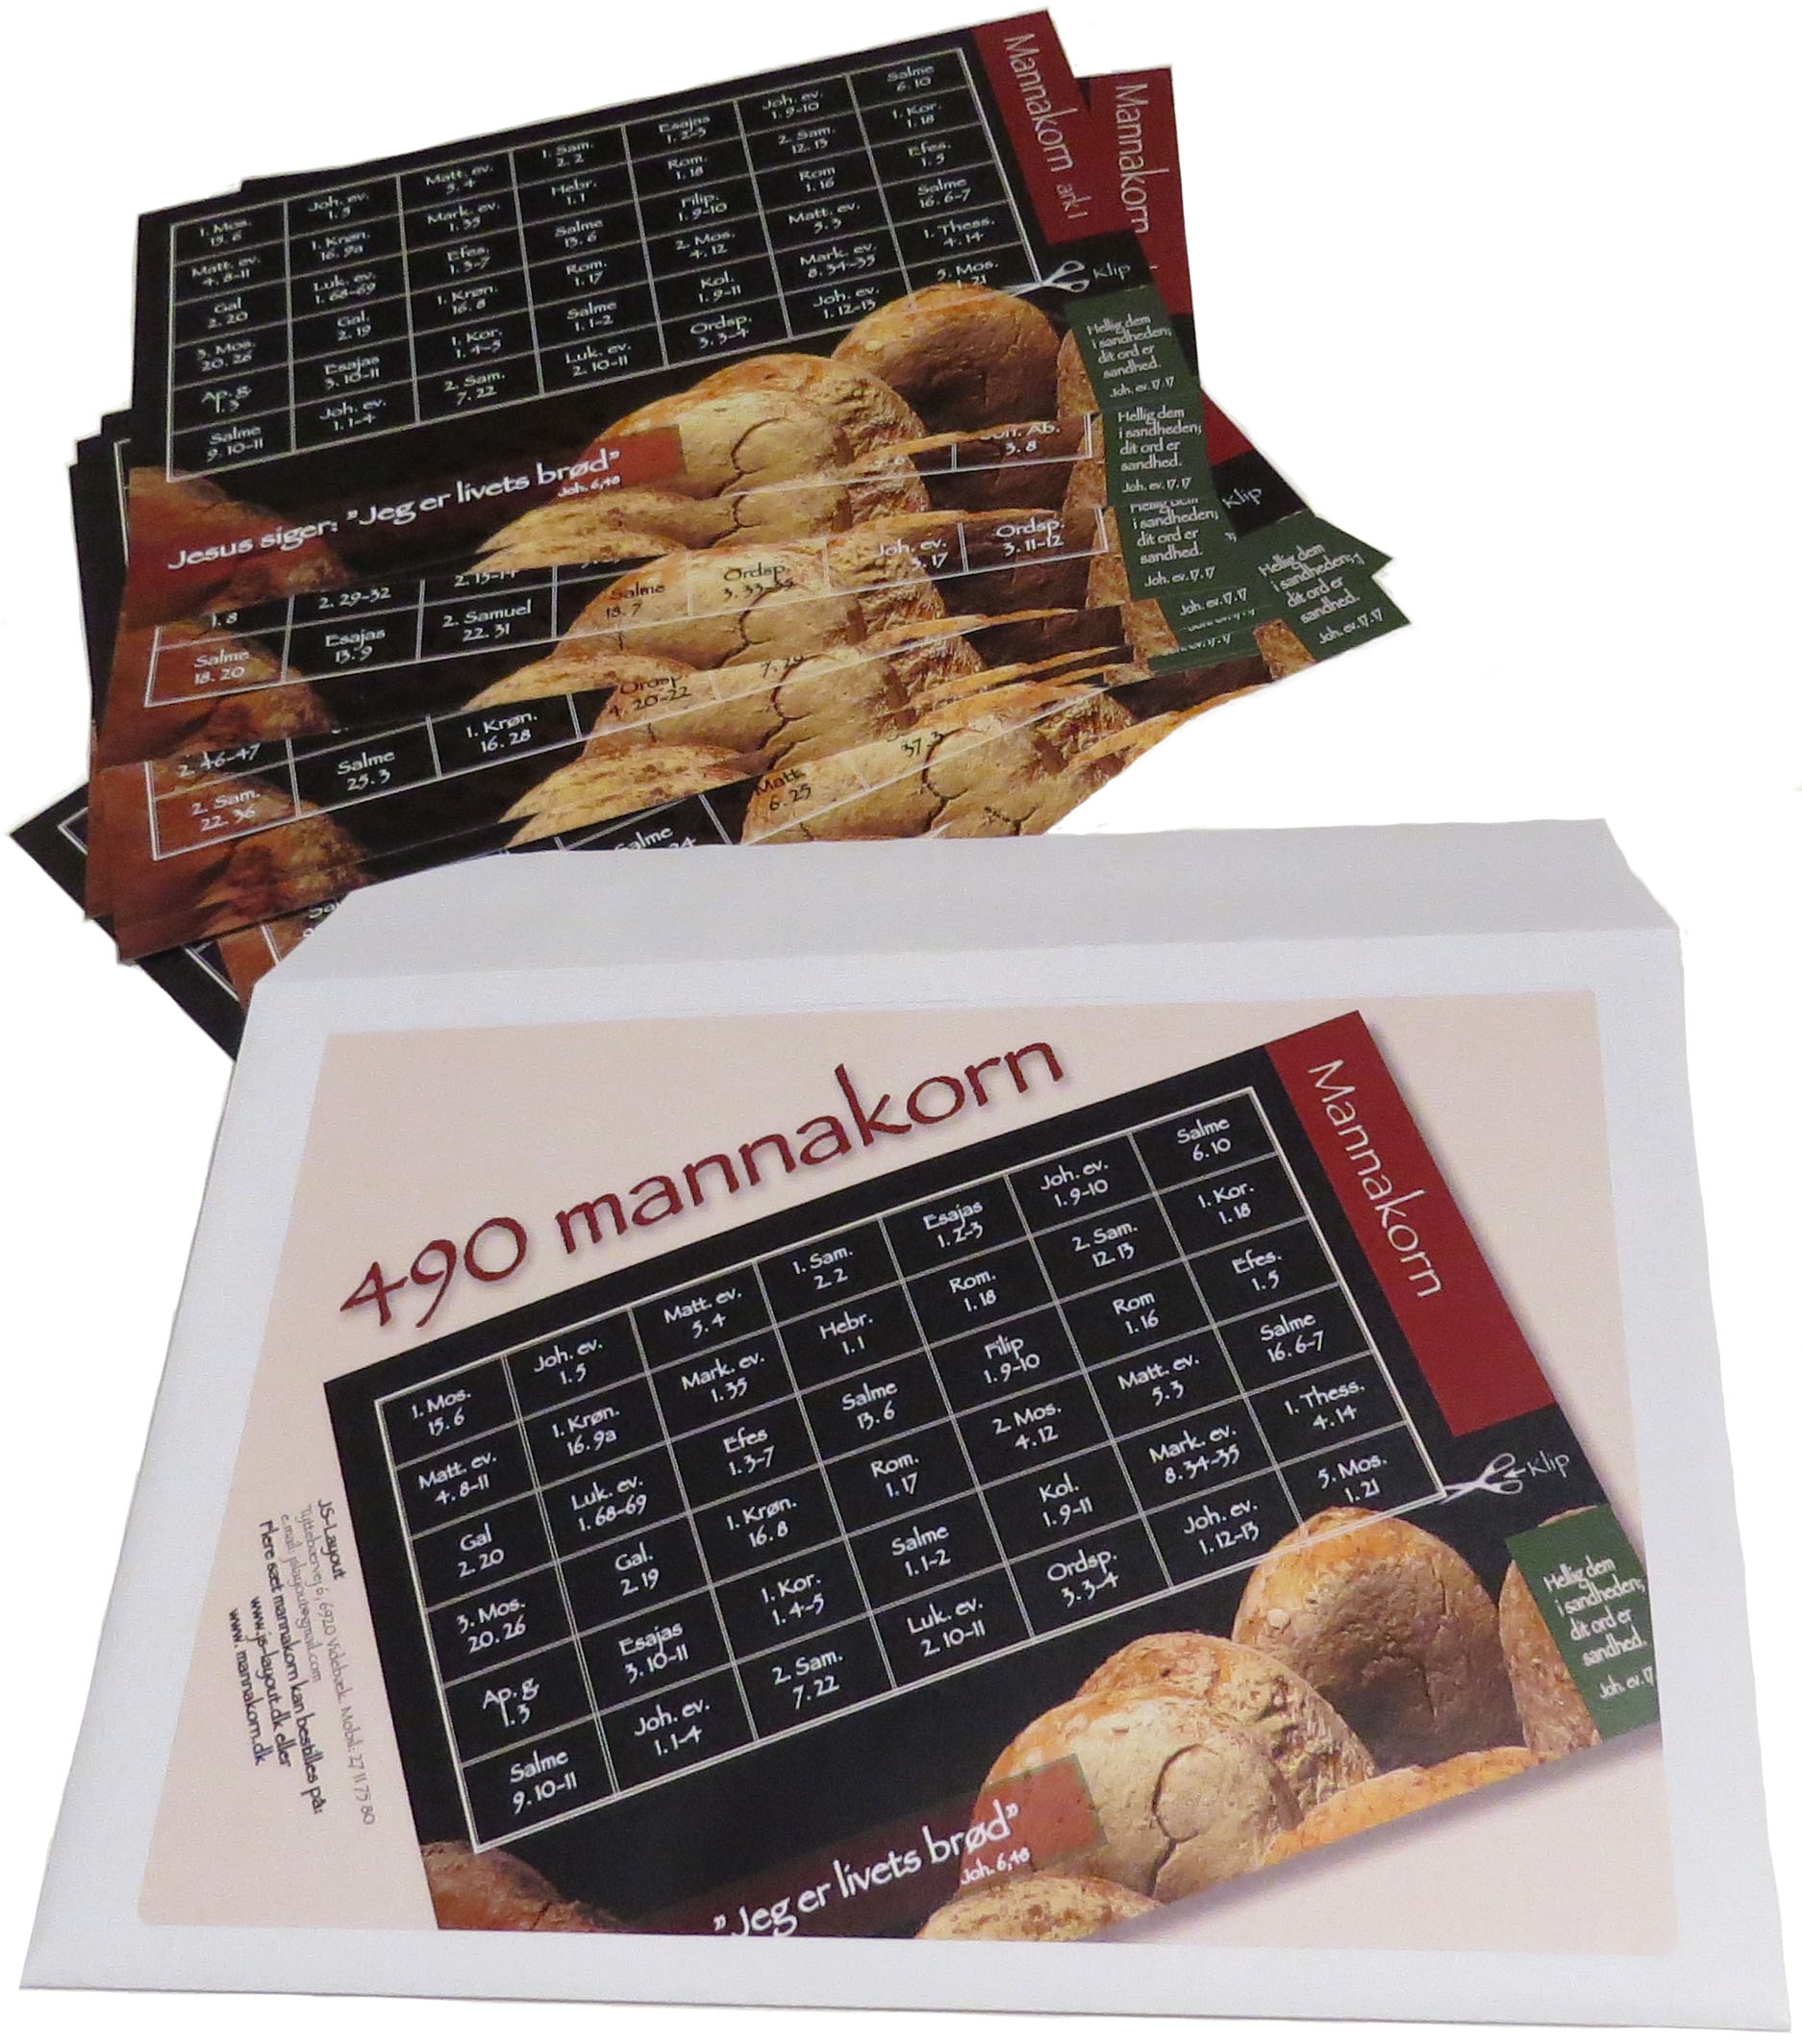 Mannakorn ark 1
Mannakorn
1. Mos.
15. 6
Joh. ev.
1. 5
Matt. ev.
5. 4
1. Sam.
2. 2
Esajas
1. 2-3
Joh. ev.
1. 9-10
Salme
6. 10
Matt. ev.
4. 8-11
1. Krøn.
16. 9a
Mark. ev.
1. 35
Hebr.
1. 1
Rom.
1. 18
2. Sam.
12. 13
1. Kor.
1. 18
Gal
2. 20
Luk. ev.
1. 68-69
Efes.
1. 3-7
Salme
13. 6
Filip.
1. 9-10
Rom
1. 16
Efes.
1. 5
3. Mos.
20. 26
Gal.
2. 19
1. Krøn.
16. 8
Rom.
1. 17
2. Mos.
4. 12
Matt. ev.
5. 3
Salme
16. 6-7
Ap. g.
1. 3
Esajas
3. 10-11
1. Kor.
1. 4-5
Salme
1. 1-2
Kol.
1. 9-11
Mark. ev.
8. 34-35
1. Thess.
4. 14
Salme
9. 10-11
Joh. ev.
1. 1-4
2. Sam.
7. 22
Luk. ev.
2. 10-11
Ordsp.
3. 3-4
Joh. ev.
1. 12-13
5. Mos.
1. 21
Klip
Hellig dem
i sandheden;
dit ord er
sandhed.
Joh. ev. 17. 17
Jesus siger: "Jeg er livets brød"
Joh. 6,48
3. 8
Hellig dem
i sandheden;
dit ord er
sandhed.
Joh. ev. 17. 17
Klip
1. 8
2. 29-32
Salme
18. 20
Esajas
13. 9
2. Samuel
22. 31
Salme
18. 7
Ordsp.
Joh. ev.
Ordsp.
3. 11-12
i sandheden;
dit ord er
sandhed.
Joh. ev. 17. 17
Hellig dem
i sandheden;
dit ord er
sandhed.
Joh. ev. 17. 17
Joh. ev. 17. 17
2. 46-47
2. Sam.
22. 36
Salme
25. 3
1. Krøn.
16. 28
Ordsp.
4. 20-22
Matt.
6. 25
Salme
490 mannakorn
Mannakorn
1. Mos.
15. 6
Joh. ev.
1. 5
Matt. ev.
5. 4
1. Sam.
2. 2
Esajas
1. 2-3
Joh. ev.
1. 9-10
Salme
6. 10
Matt. ev.
4. 8-11
1. Krøn.
16. 9a
Mark. ev.
1. 35
Hebr.
1. 1
Rom.
1. 18
2. Sam.
12. 13
1. Kor.
1. 18
Gal
2. 20
Luk. ev.
1. 68-69
Efes
1. 3-7
Salme
13. 6
Filip
1. 9-10
Rom
1. 16
Efes.
1. 5
3. Mos.
20. 26
Gal.
2. 19
1. Krøn.
16. 8
Rom.
1. 17
2. Mos.
4. 12
Matt. ev.
5. 3
Salme
16. 6-7
Ap. g.
1. 3
Esajas
3. 10-11
1. Kor.
1. 4-5
Salme
1. 1-2
Kol.
1. 9-11
Mark. ev.
8. 34-35
1. Thess.
4. 14
Salme
9. 10-11
Joh. ev.
1. 1-4
2. Sam.
7. 22
Luk. ev.
2. 10-11
Ordsp.
3. 3-4
Joh. ev.
1. 12-13
5. Mos.
1. 21
Klip
Hellig dem
i sandheden;
dit ord er
sandhed.
Joh. ev. 17
"Jeg er livets brød"
Joh. 6,48
JS-Layout
Tyttebærvej 6, 6920 Videbæk. Mobil: 27 11 75 80
e.mail: jslayout@gmail.com
Flere sæt mannakorn kan bestilles på:
www.js-layout.dk eller
www. mannakorn.dk